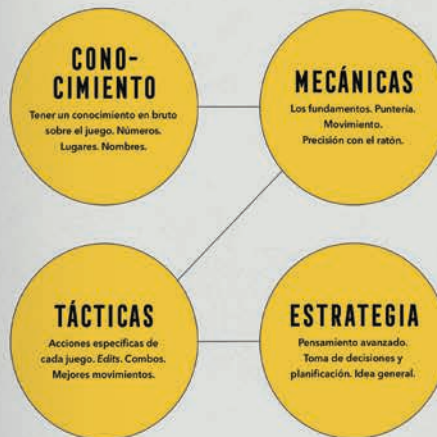 CONO-
CIMIENTO
Tener un conocimiento en bruto
sobre el juego. Números.
Lugares. Nombres.
MECÁNICAS
Los fundamentos. Puntería.
Movimiento.
Precisión con el ratón.
TÁCTICAS
Acciones específicas de
cada juego. Edits. Combos.
Mejores movimientos.
ESTRATEGIA
Pensamiento avanzado.
Toma de decisiones y
planificación. Idea general.